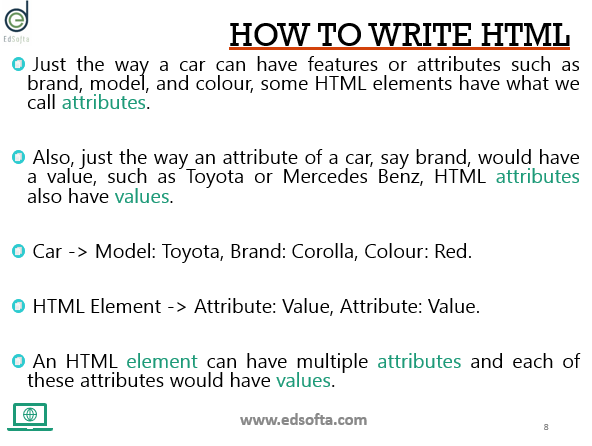 EdSofta
HOW TO WRITE HTML
Just the way a car can have features or attributes such as
brand, model, and colour, some HTML elements have what we
call attributes.
Also, just the way an attribute of a car, say brand, would have
a value, such as Toyota or Mercedes Benz, HTML attributes
also have values.
Car -> Model: Toyota, Brand: Corolla, Colour: Red.
HTML Element -> Attribute: Value, Attribute: Value.
An HTML element can have multiple attributes and each of
these attributes would have values.
www.edsofta.com
8